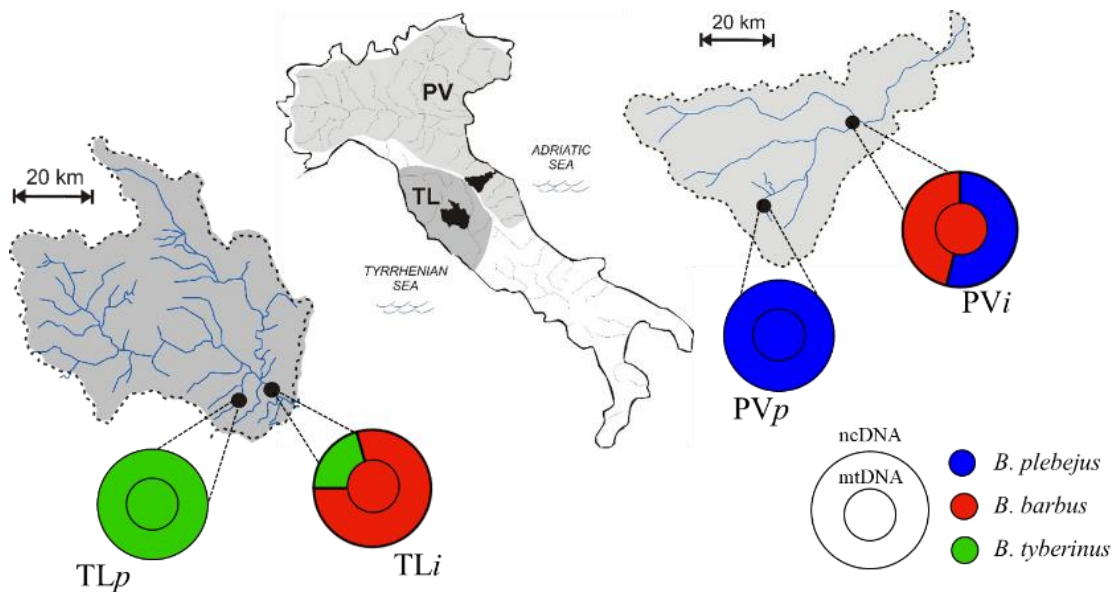 20 km
20 km
PV
ADRIATIC
SEA
TL
TYRRHENIAN
SEA
PVi
PVp
TLp
TLi
ncDNA
mtDNA
B. plebejus
B. barbus
B. tyberinus